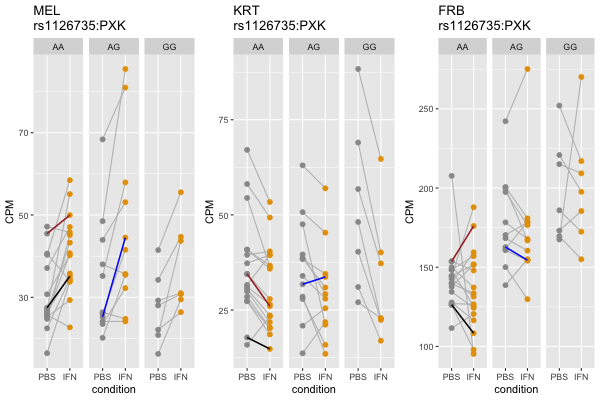 MEL
rs1126735:PXK
AA AG GG
CPM
70
50
30
PBS IFN PBS IFN PBS IFN
condition
KRT
rs1126735:PXK
AA AG GG
CPM
75
50
25
PBS IFN PBS IFN PBS IFN
condition
FRB
rs1126735:PXK
AA AG GG
CPM
250
200
150
100
PBS IFN PBS IFN PBS IFN
condition